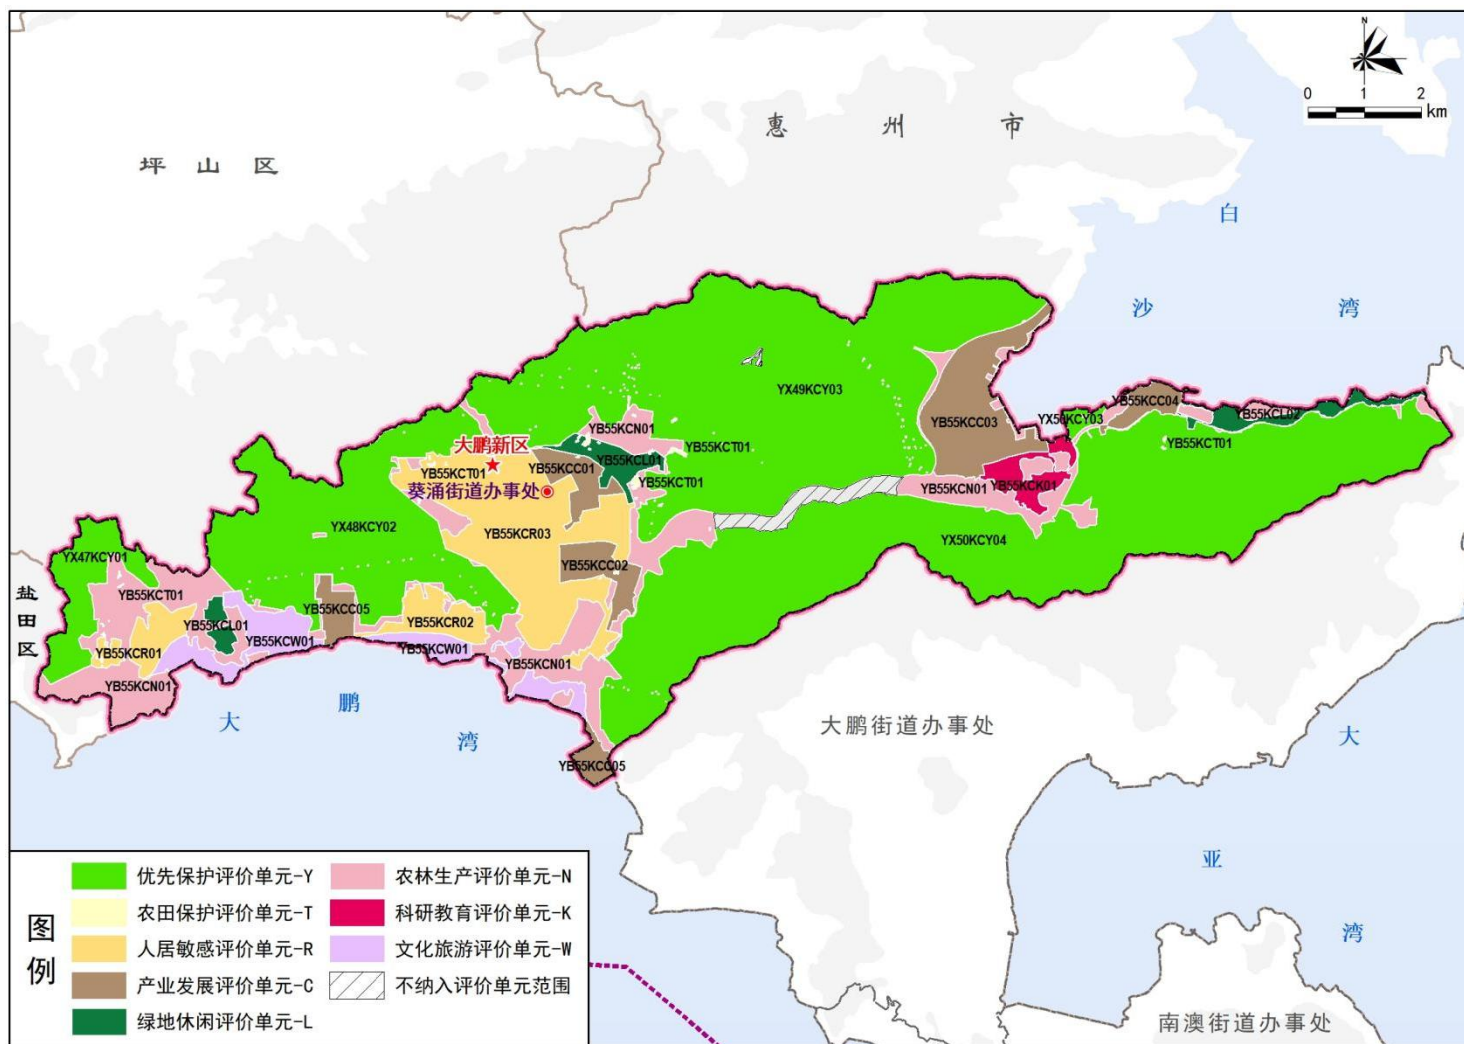 N
0 1 2
km
惠州市
坪山区
白
沙
湾
YX49KCY03
YB55KCC04
YX50KCY03
YB55KCL02
YB55KCC03
YB55KCT01
YB55KCN01
大鹏新区
YB55KCT01
YB55KCC01
YB55KCL01
YB55KCT01
YB55KCT01
葵涌街道办事处
YB55KCN01
YB55KCK01
YX48KCY02
YB55KCR03
YX50KCY04
YX47KCY01
YB55KCC02
盐田区
YB55KCT01
YB55KCC05
YB55KCL01
YB55KCR02
YB55KCW01
YB55KCW01
YB55KCR01
YB55KCN01
YB55KCN01
大
鹏
湾
大鹏街道办事处
大
YB55KCC05
亚
湾
图例
优先保护评价单元-Y
农田保护评价单元-T
人居敏感评价单元-R
产业发展评价单元-C
绿地休闲评价单元-L
农林生产评价单元-N
科研教育评价单元-K
文化旅游评价单元-W
不纳入评价单元范围
南澳街道办事处